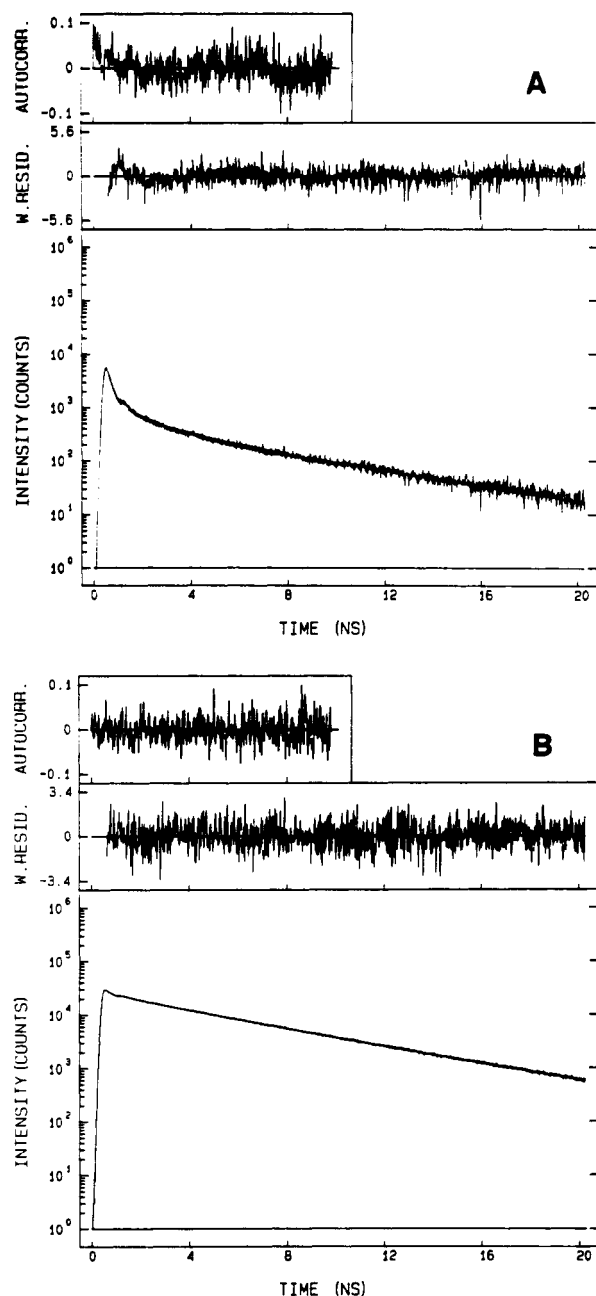 AUTOCORR.
0.1
0
-0.1
A
W.RESID.
5.6
0
-5.6
INTENSITY (COUNTS)
10^6
10^5
10^4
10^3
10^2
10^1
10^0
0 4 8 12 16 20
TIME (NS)
AUTOCORR.
0.1
0
-0.1
B
W.RESID.
3.4
0
-3.4
INTENSITY (COUNTS)
10^6
10^5
10^4
10^3
10^2
10^1
10^0
0 4 8 12 16 20
TIME (NS)